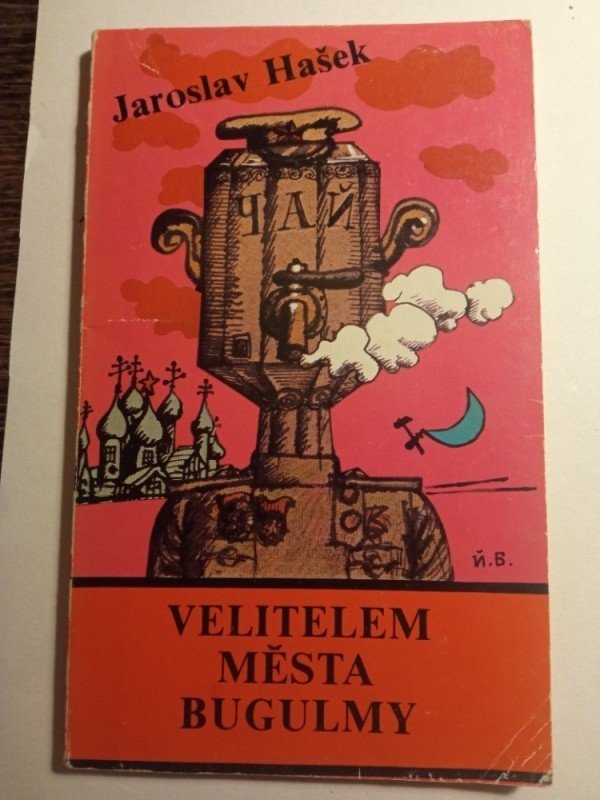 Jaroslav Hašek
ЧАЙ
Й.Б.
VELITELEM
MĚSTA
BUGULMY